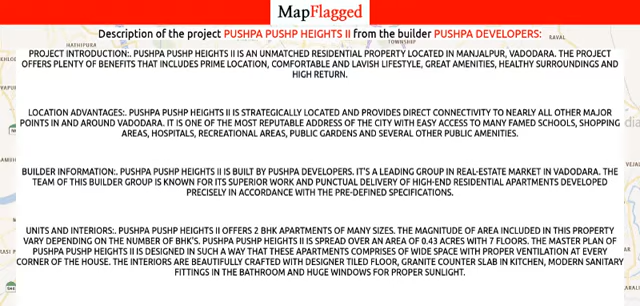 MapFlagged
Description of the project PUSHPA PUSHP HEIGHTS II from the builder PUSHPA DEVELOPERS:
PROJECT INTRODUCTION:. PUSHPA PUSHP HEIGHTS II IS AN UNMATCHED RESIDENTIAL PROPERTY LOCATED IN MANJALPUR, VADODARA. THE PROJECT
OFFERS PLENTY OF BENEFITS THAT INCLUDES PRIME LOCATION, COMFORTABLE AND LAVISH LIFESTYLE, GREAT AMENITIES, HEALTHY SURROUNDINGS AND
HIGH RETURN.
LOCATION ADVANTAGES:. PUSHPA PUSHP HEIGHTS II IS STRATEGICALLY LOCATED AND PROVIDES DIRECT CONNECTIVITY TO NEARLY ALL OTHER MAJOR
POINTS IN AND AROUND VADODARA. IT IS ONE OF THE MOST REPUTABLE ADDRESS OF THE CITY WITH EASY ACCESS TO MANY FAMED SCHOOLS, SHOPPING
AREAS, HOSPITALS, RECREATIONAL AREAS, PUBLIC GARDENS AND SEVERAL OTHER PUBLIC AMENITIES.
BUILDER INFORMATION:. PUSHPA PUSHP HEIGHTS II IS BUILT BY PUSHPA DEVELOPERS. IT'S A LEADING GROUP IN REAL-ESTATE MARKET IN VADODARA. THE
TEAM OF THIS BUILDER GROUP IS KNOWN FOR ITS SUPERIOR WORK AND PUNCTUAL DELIVERY OF HIGH-END RESIDENTIAL APARTMENTS DEVELOPED
PRECISELY IN ACCORDANCE WITH THE PRE-DEFINED SPECIFICATIONS.
UNITS AND INTERIORS:. PUSHPA PUSHP HEIGHTS II OFFERS 2 BHK APARTMENTS OF MANY SIZES. THE MAGNITUDE OF AREA INCLUDED IN THIS PROPERTY
VARY DEPENDING ON THE NUMBER OF BHK'S. PUSHPA PUSHP HEIGHTS II IS SPREAD OVER AN AREA OF 0.43 ACRES WITH 7 FLOORS. THE MASTER PLAN OF
PUSHPA PUSHP HEIGHTS II IS DESIGNED IN SUCH A WAY THAT THESE APARTMENTS COMPRISES OF WIDE SPACE WITH PROPER VENTILATION AT EVERY
CORNER OF THE HOUSE. THE INTERIORS ARE BEAUTIFULLY CRAFTED WITH DESIGNER TILED FLOOR, GRANITE COUNTER SLAB IN KITCHEN, MODERN SANITARY
FITTINGS IN THE BATHROOM AND HUGE WINDOWS FOR PROPER SUNLIGHT.